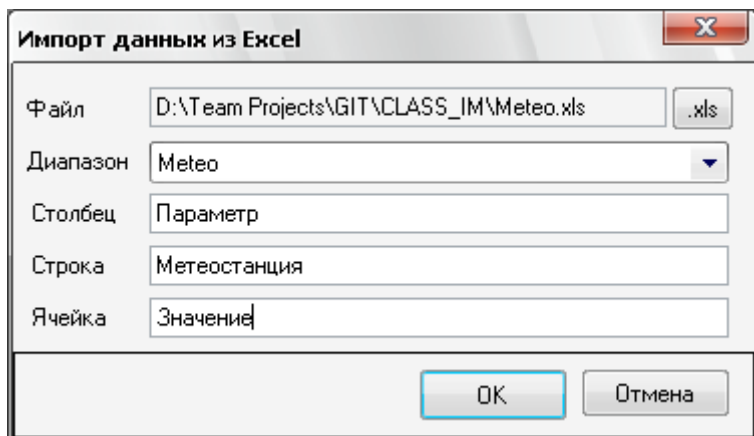 Импорт данных из Excel
Файл D:\Team Projects\GIT\CLASS_IM\Meteo.xls .xls
Диапазон Meteo
Столбец Параметр
Строка Метеостанция
Ячейка Значение
OK Отмена